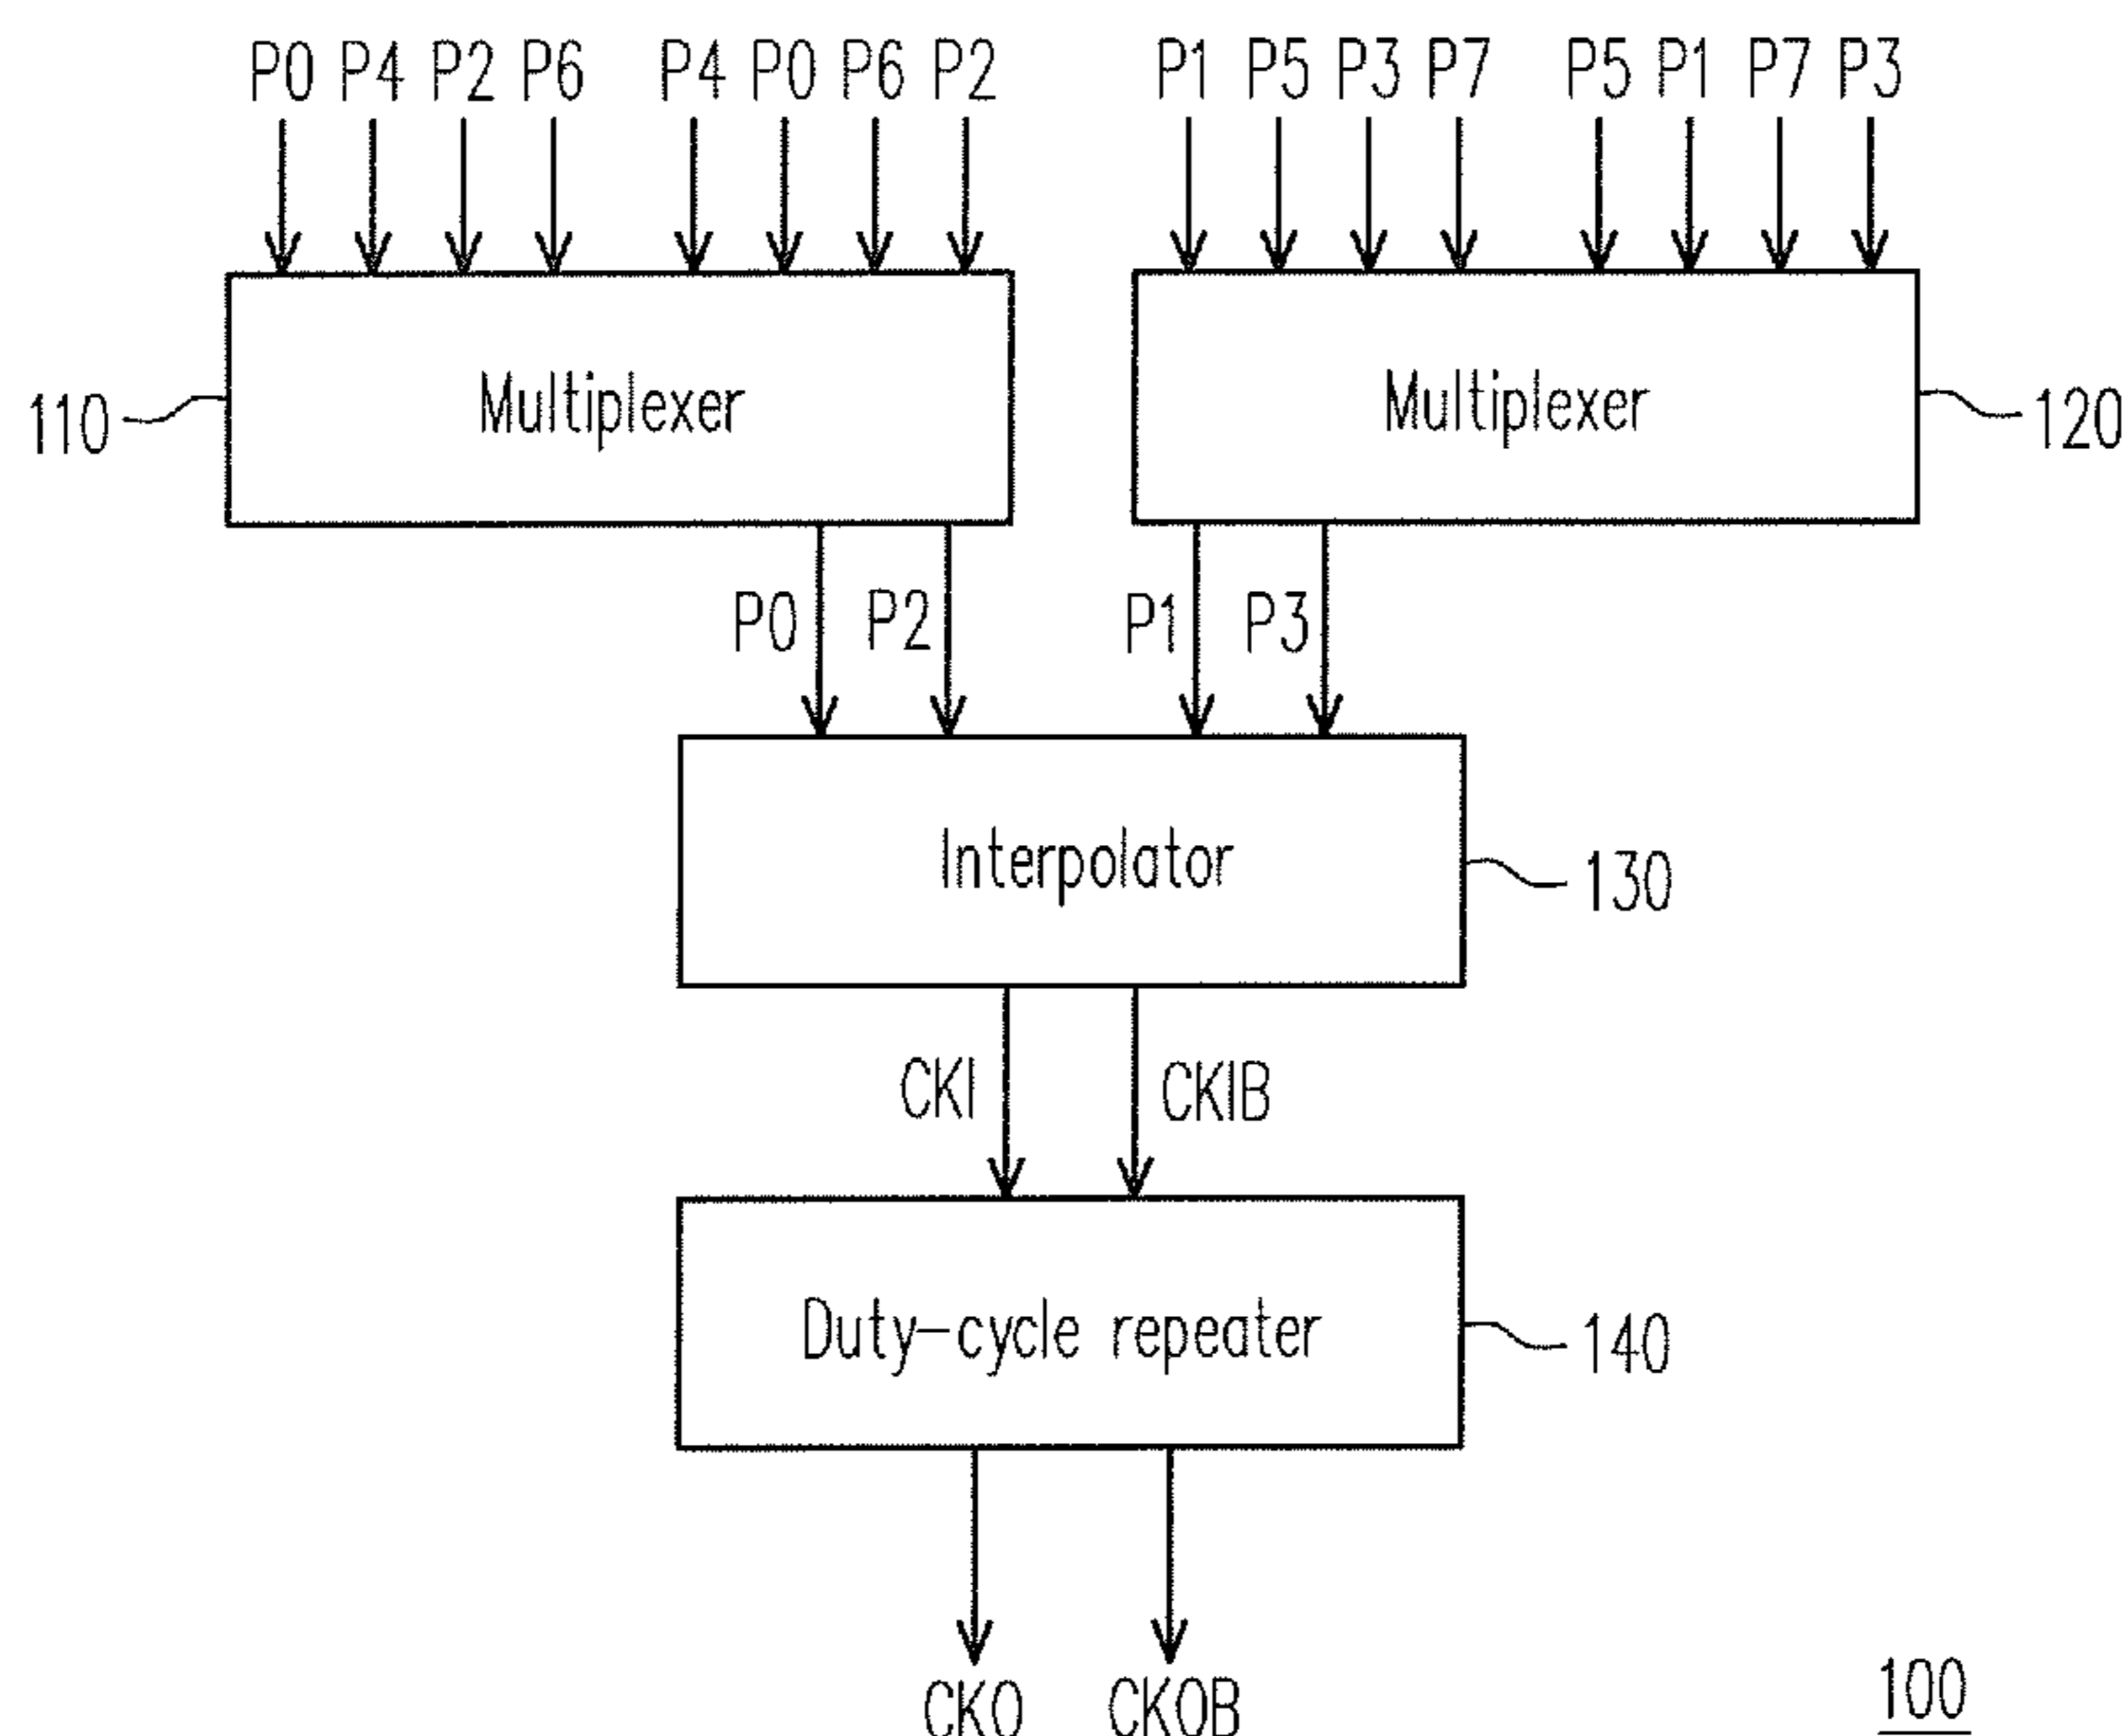 P0 P4 P2 P6 P4 P0 P6 P2 P1 P5 P3 P7 P5 P1 P7 P3
110 Multiplexer Multiplexer 120
P0 P2 P1 P3
Interpolator 130
CKI CKIB
Duty-cycle repeater 140
CKO CKOB
100